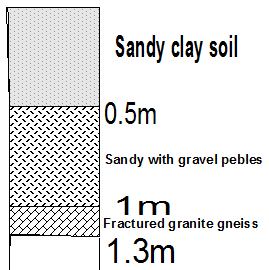 Sandy clay soil
0.5m
Sandy with gravel pebles
1m
Fractured granite gneiss
1.3m